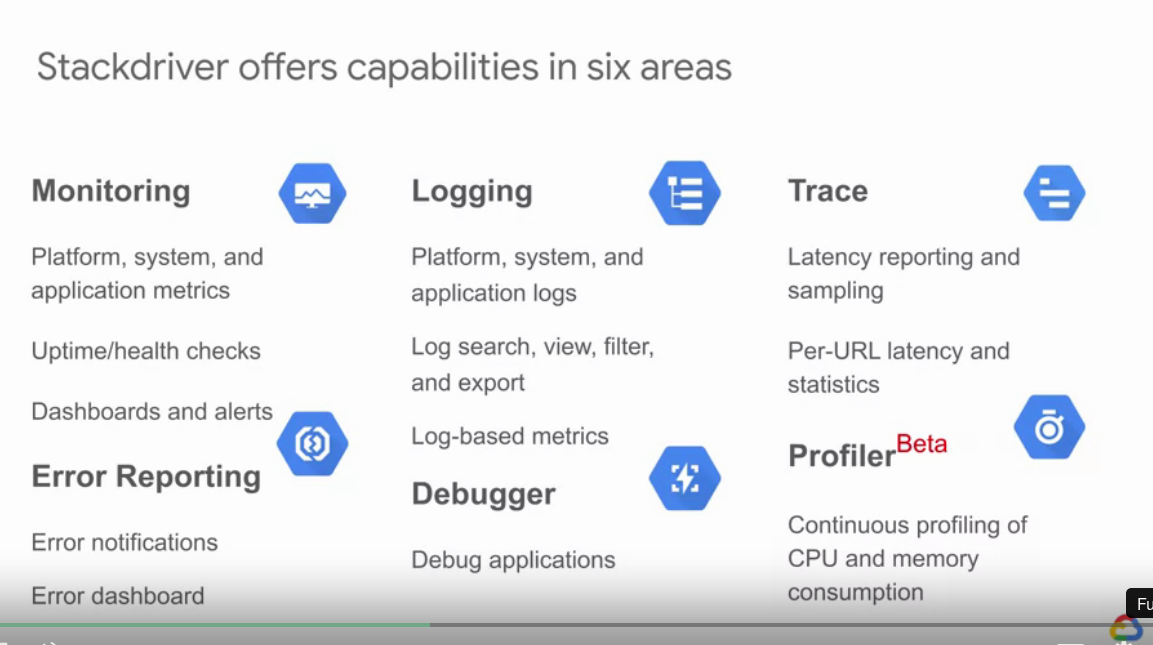 Stackdriver offers capabilities in six areas
Monitoring
Platform, system, and
application metrics
Uptime/health checks
Dashboards and alerts
Error Reporting
Error notifications
Error dashboard
Logging
Platform, system, and
application logs
Log search, view, filter,
and export
Log-based metrics
Debugger
Debug applications
Trace
Latency reporting and
sampling
Per-URL latency and
statistics
Profiler Beta
Continuous profiling of
CPU and memory
consumption
Fu